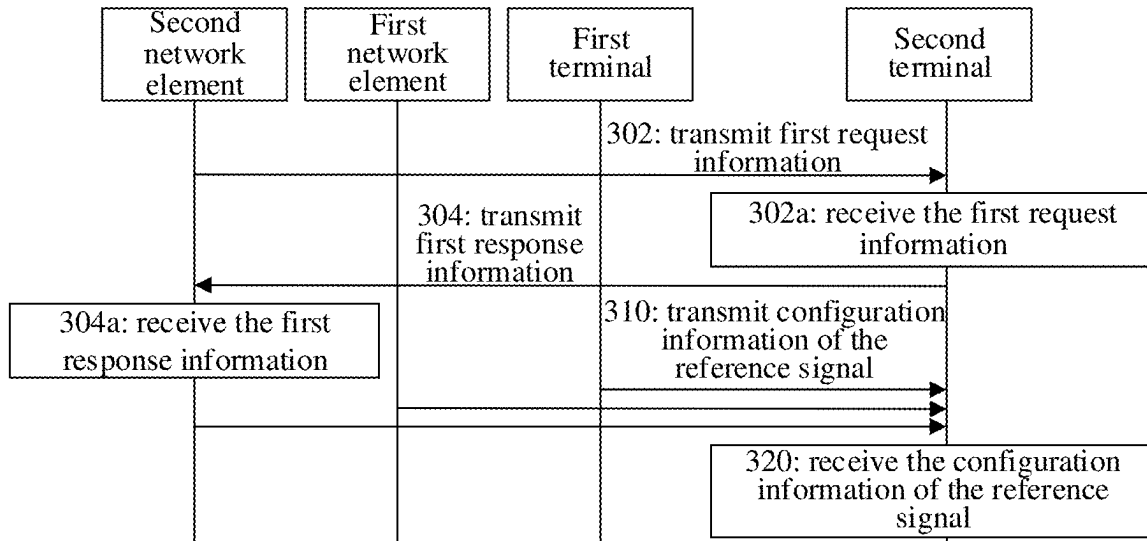 Second
network
element
First
network
element
First
terminal
Second
terminal
302: transmit first request
information
302a: receive the first request
information
304: transmit
first response
information
304a: receive the first
response information
310: transmit configuration
information of the
reference signal
320: receive the configuration
information of the reference
signal